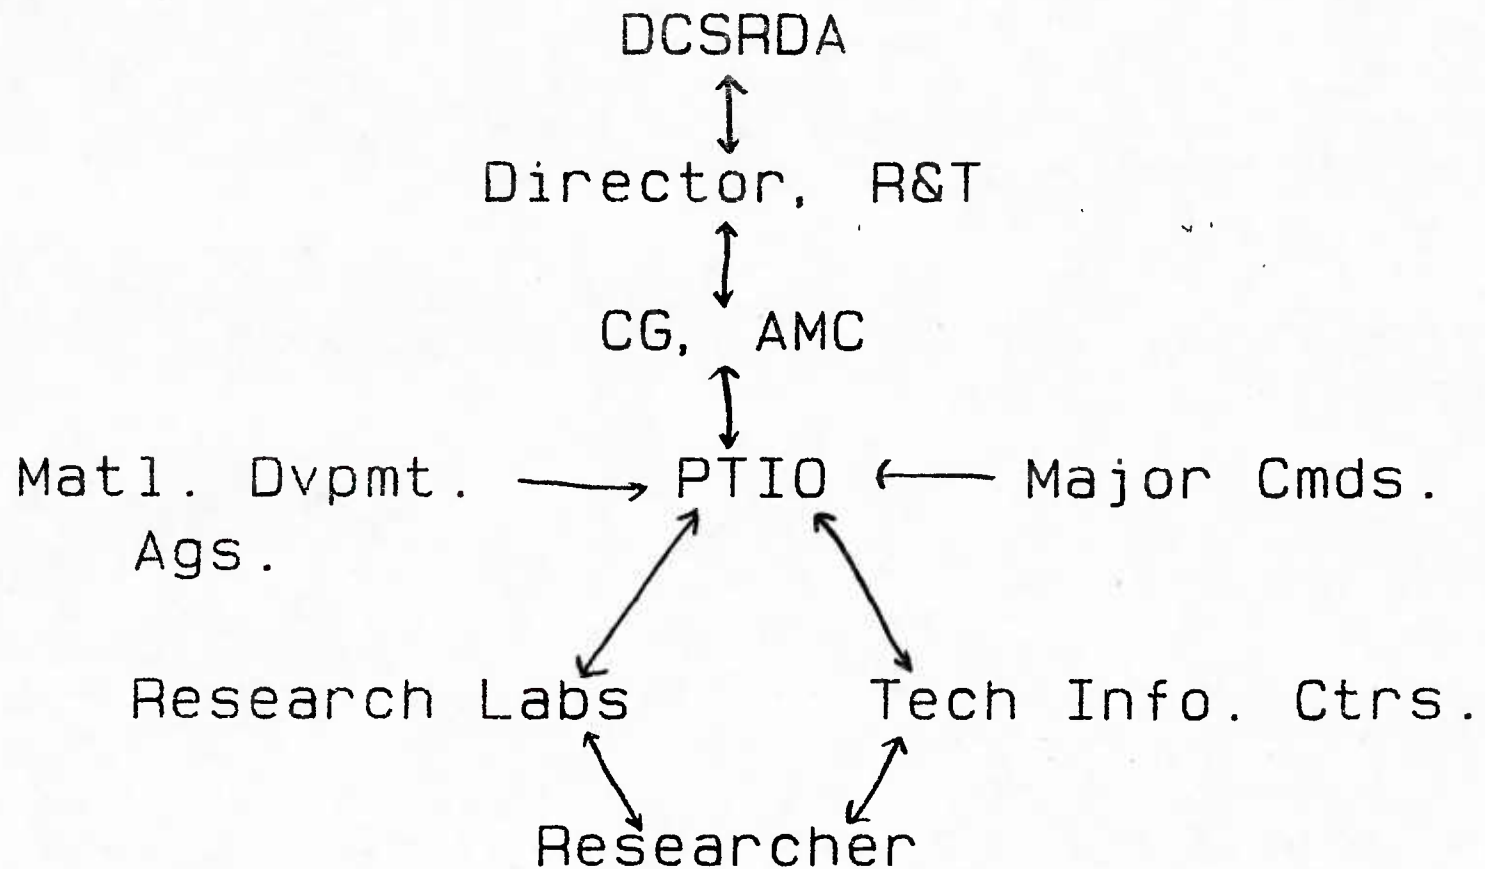 DCSRDA
Director, R&T
CG, AMC
Matl. Dvpmt. PTIO Major Cmds.
Ags.
Research Labs Tech Info. Ctrs.
Researcher